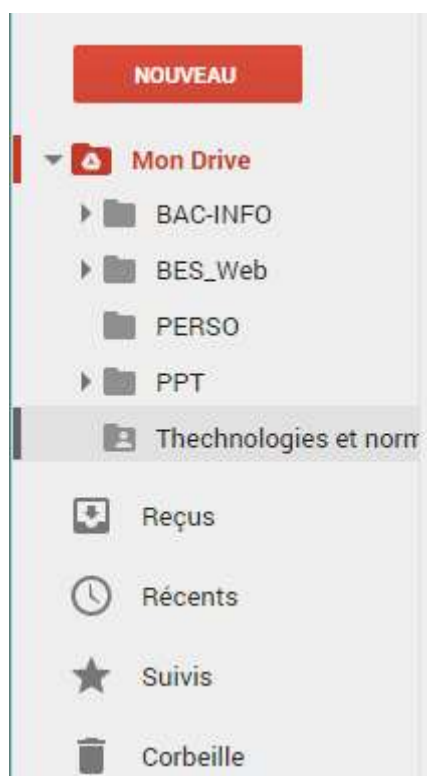 NOUVEAU
Mon Drive
BAC-INFO
BES_Web
PERSO
PPT
Thechnologies et norm
Reçus
Récents
Suivis
Corbeille